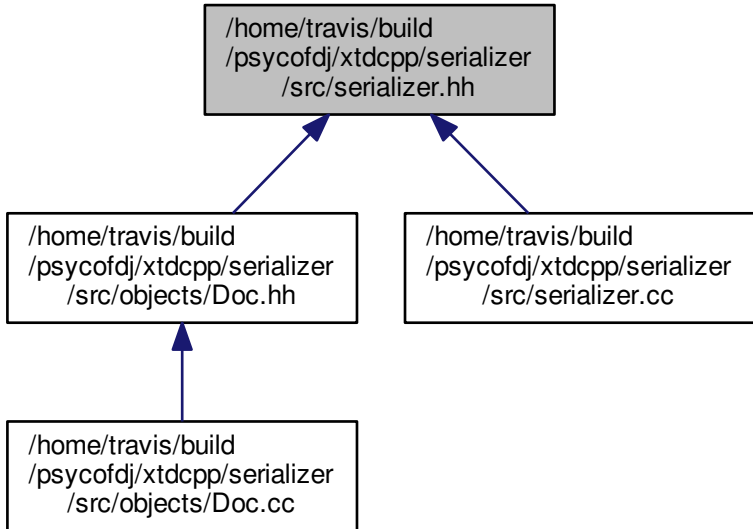 /home/travis/build
/psycofdj/xtdcpp/serializer
/src/serializer.hh
/home/travis/build
/psycofdj/xtdcpp/serializer
/src/objects/Doc.hh
/home/travis/build
/psycofdj/xtdcpp/serializer
/src/serializer.cc
/home/travis/build
/psycofdj/xtdcpp/serializer
/src/objects/Doc.cc